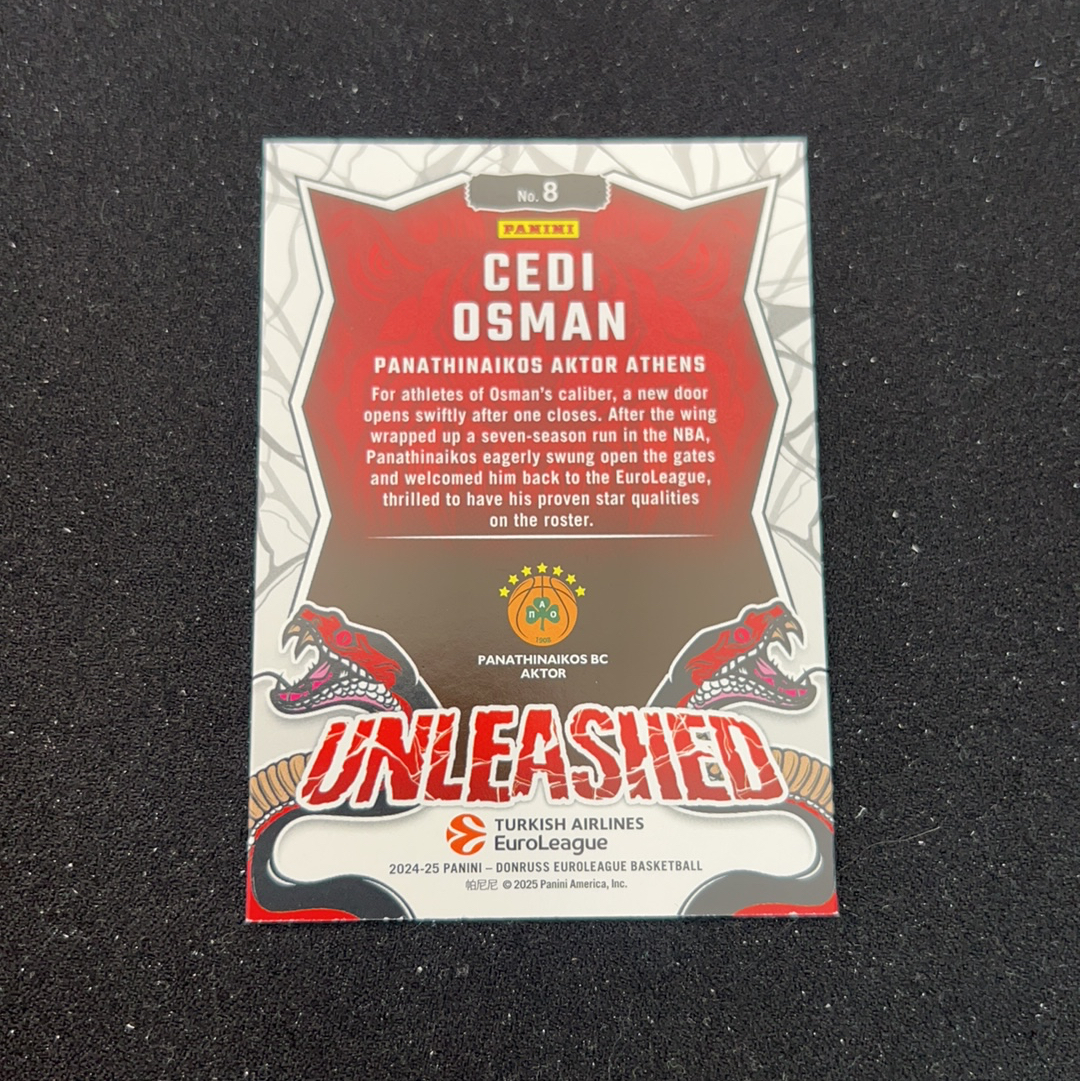 No. 8
PANINI
CEDI
OSMAN
PANATHINAIKOS AKTOR ATHENS
For athletes of Osman's caliber, a new door
opens swiftly after one closes. After the wing
wrapped up a seven-season run in the NBA,
Panathinaikos eagerly swung open the gates
and welcomed him back to the EuroLeague,
thrilled to have his proven star qualities
on the roster.
Α
Π Ο
1908
PANATHINAIKOS BC
AKTOR
UNLEASHED
TURKISH AIRLINES
EuroLeague
2024-25 PANINI – DONRUSS EUROLEAGUE BASKETBALL
帕尼尼 © 2025 Panini America, Inc.